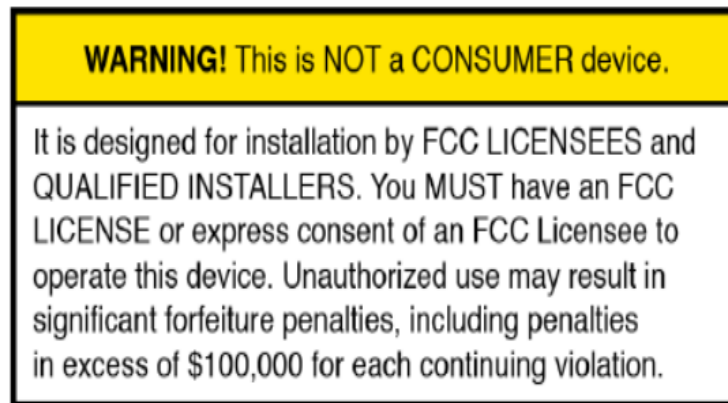 WARNING! This is NOT a CONSUMER device.
It is designed for installation by FCC LICENSEES and
QUALIFIED INSTALLERS. You MUST have an FCC
LICENSE or express consent of an FCC Licensee to
operate this device. Unauthorized use may result in
significant forfeiture penalties, including penalties
in excess of $100,000 for each continuing violation.